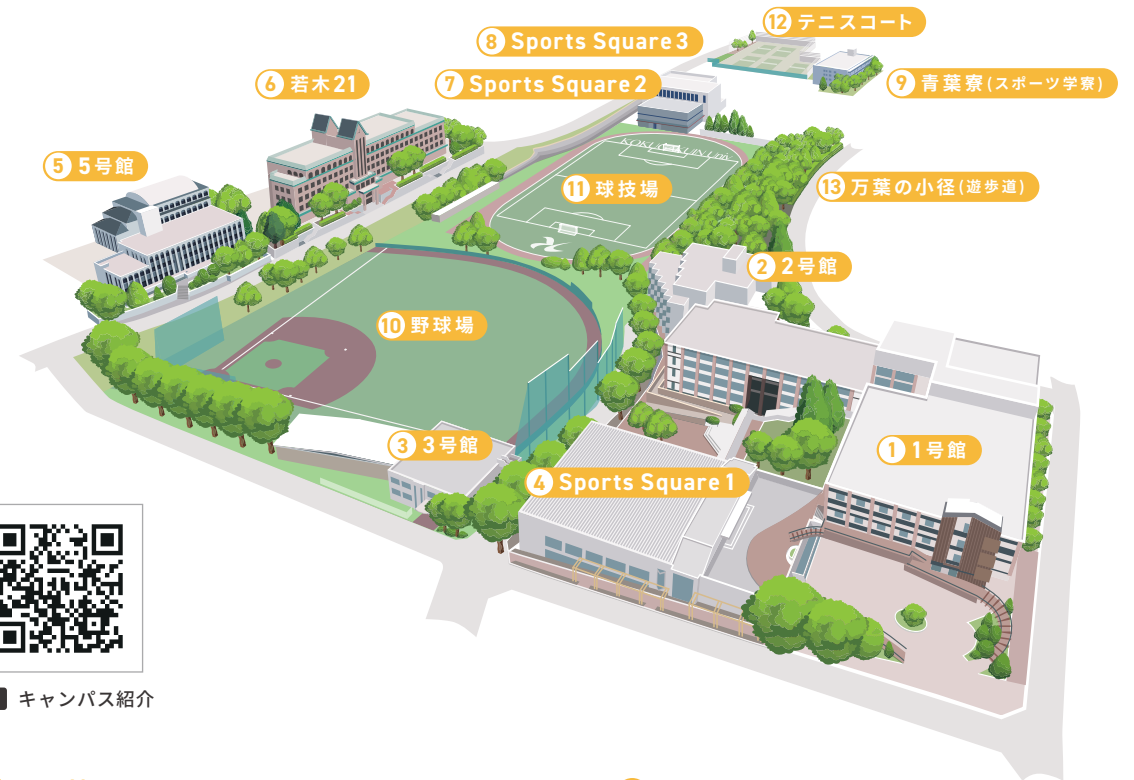 ⑫ テニスコート
⑧ Sports Square 3
⑥ 若木21
⑦ Sports Square 2
⑨ 青葉寮(スポーツ学寮)
KOKUGAKUIN UNIV.
⑤ 5号館
⑪ 球技場
⑬ 万葉の小径(遊歩道)
② 2号館
⑩ 野球場
③ 3号館
① 1号館
④ Sports Square 1
キャンパス紹介